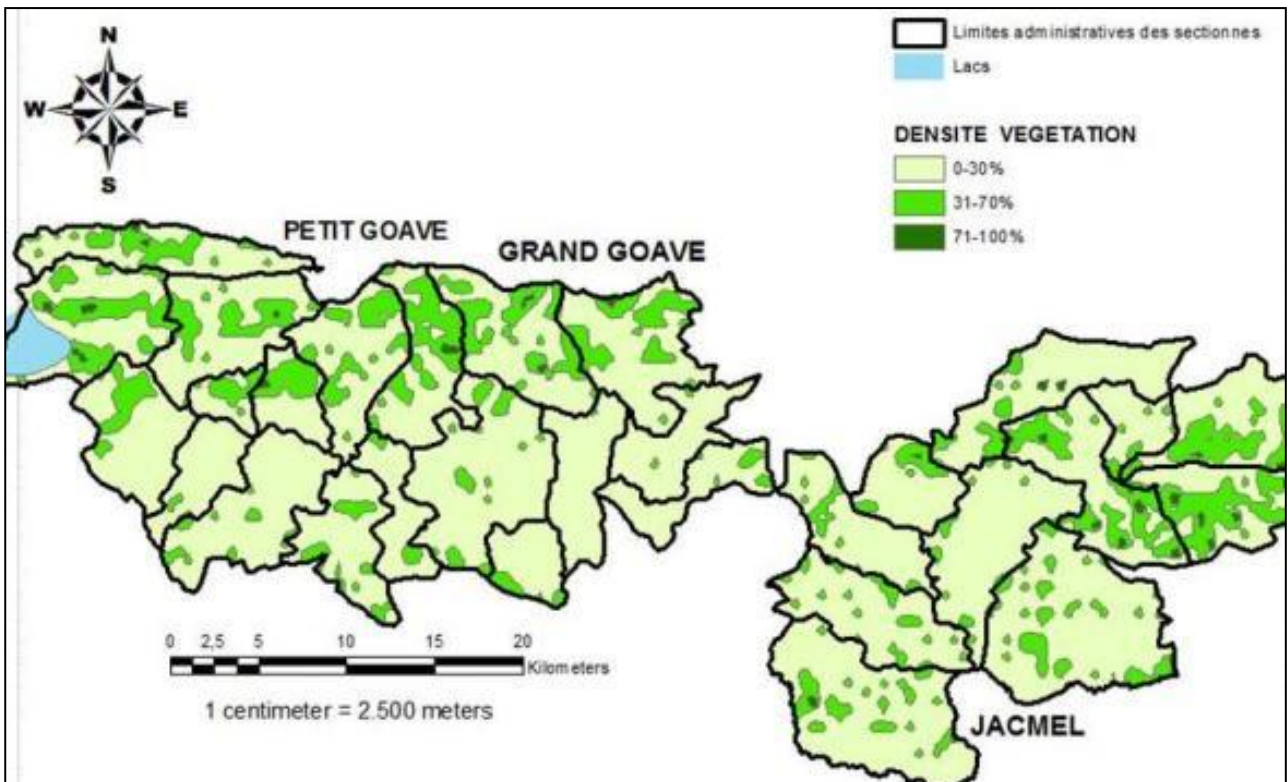 N
W E
S
Limites administratives des sectionnes
Lacs
DENSITE VEGETATION
0-30%
31-70%
71-100%
PETIT GOAVE
GRAND GOAVE
0 2,5 5 10 15 20
Kilometers
1 centimeter = 2.500 meters
JACMEL